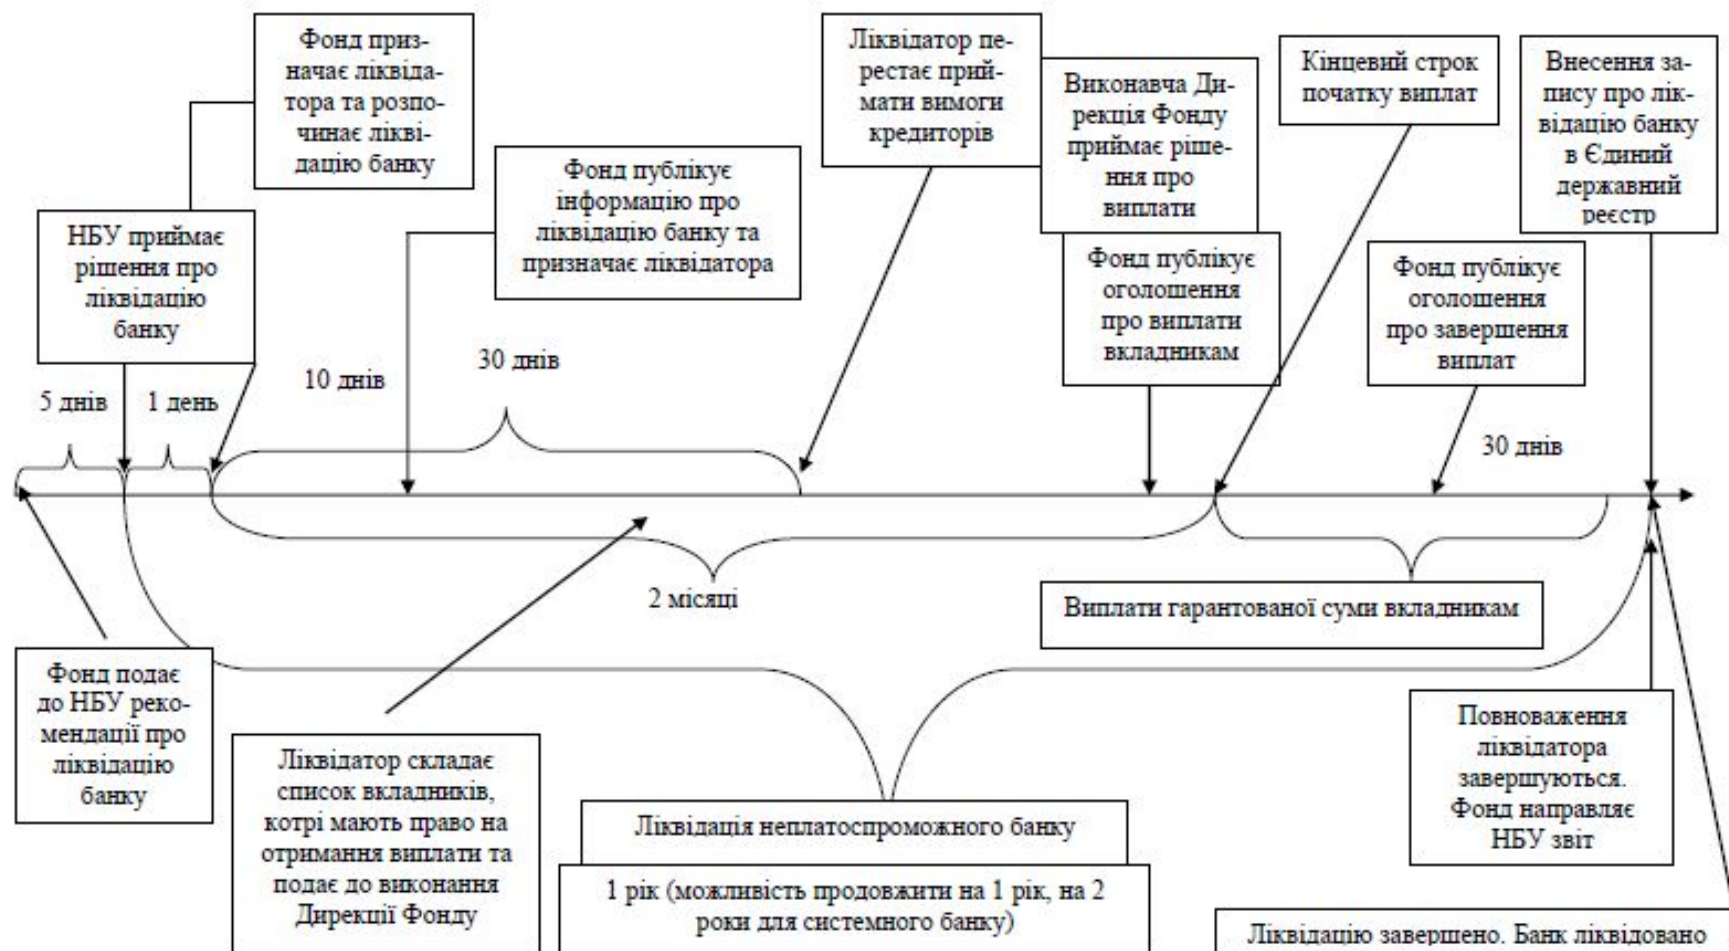 Фонд приз-
начає ліквіда-
тора та розпо-
чинає лікві-
дацію банку
Ліквідатор пе-
рестає прий-
мати вимоги
кредиторів
Виконавча Ди-
рекція Фонду
приймає рішен-
ня про
виплати
Кінцевий строк
початку виплат
Внесення за-
пису про лік-
відацію банку
в Єдиний
державний
реєстр
НБУ приймає
рішення про
ліквідацію
банку
Фонд публікує
інформацію про
ліквідацію банку та
призначає ліквідатора
Фонд публікує
оголошення
про виплати
вкладникам
Фонд публікує
оголошення
про завершення
виплат
5 днів
1 день
10 днів
30 днів
30 днів
2 місяці
Виплати гарантованої суми вкладникам
Фонд подає
до НБУ реко-
мендації про
ліквідацію
банку
Ліквідатор складає
список вкладників,
котрі мають право на
отримання виплати та
подає до виконання
Дирекції Фонду
Ліквідація неплатоспроможного банку
1 рік (можливість продовжити на 1 рік, на 2
роки для системного банку)
Повноваження
ліквідатора
завершуються.
Фонд направляє
НБУ звіт
Ліквідацію завершено. Банк ліквідовано